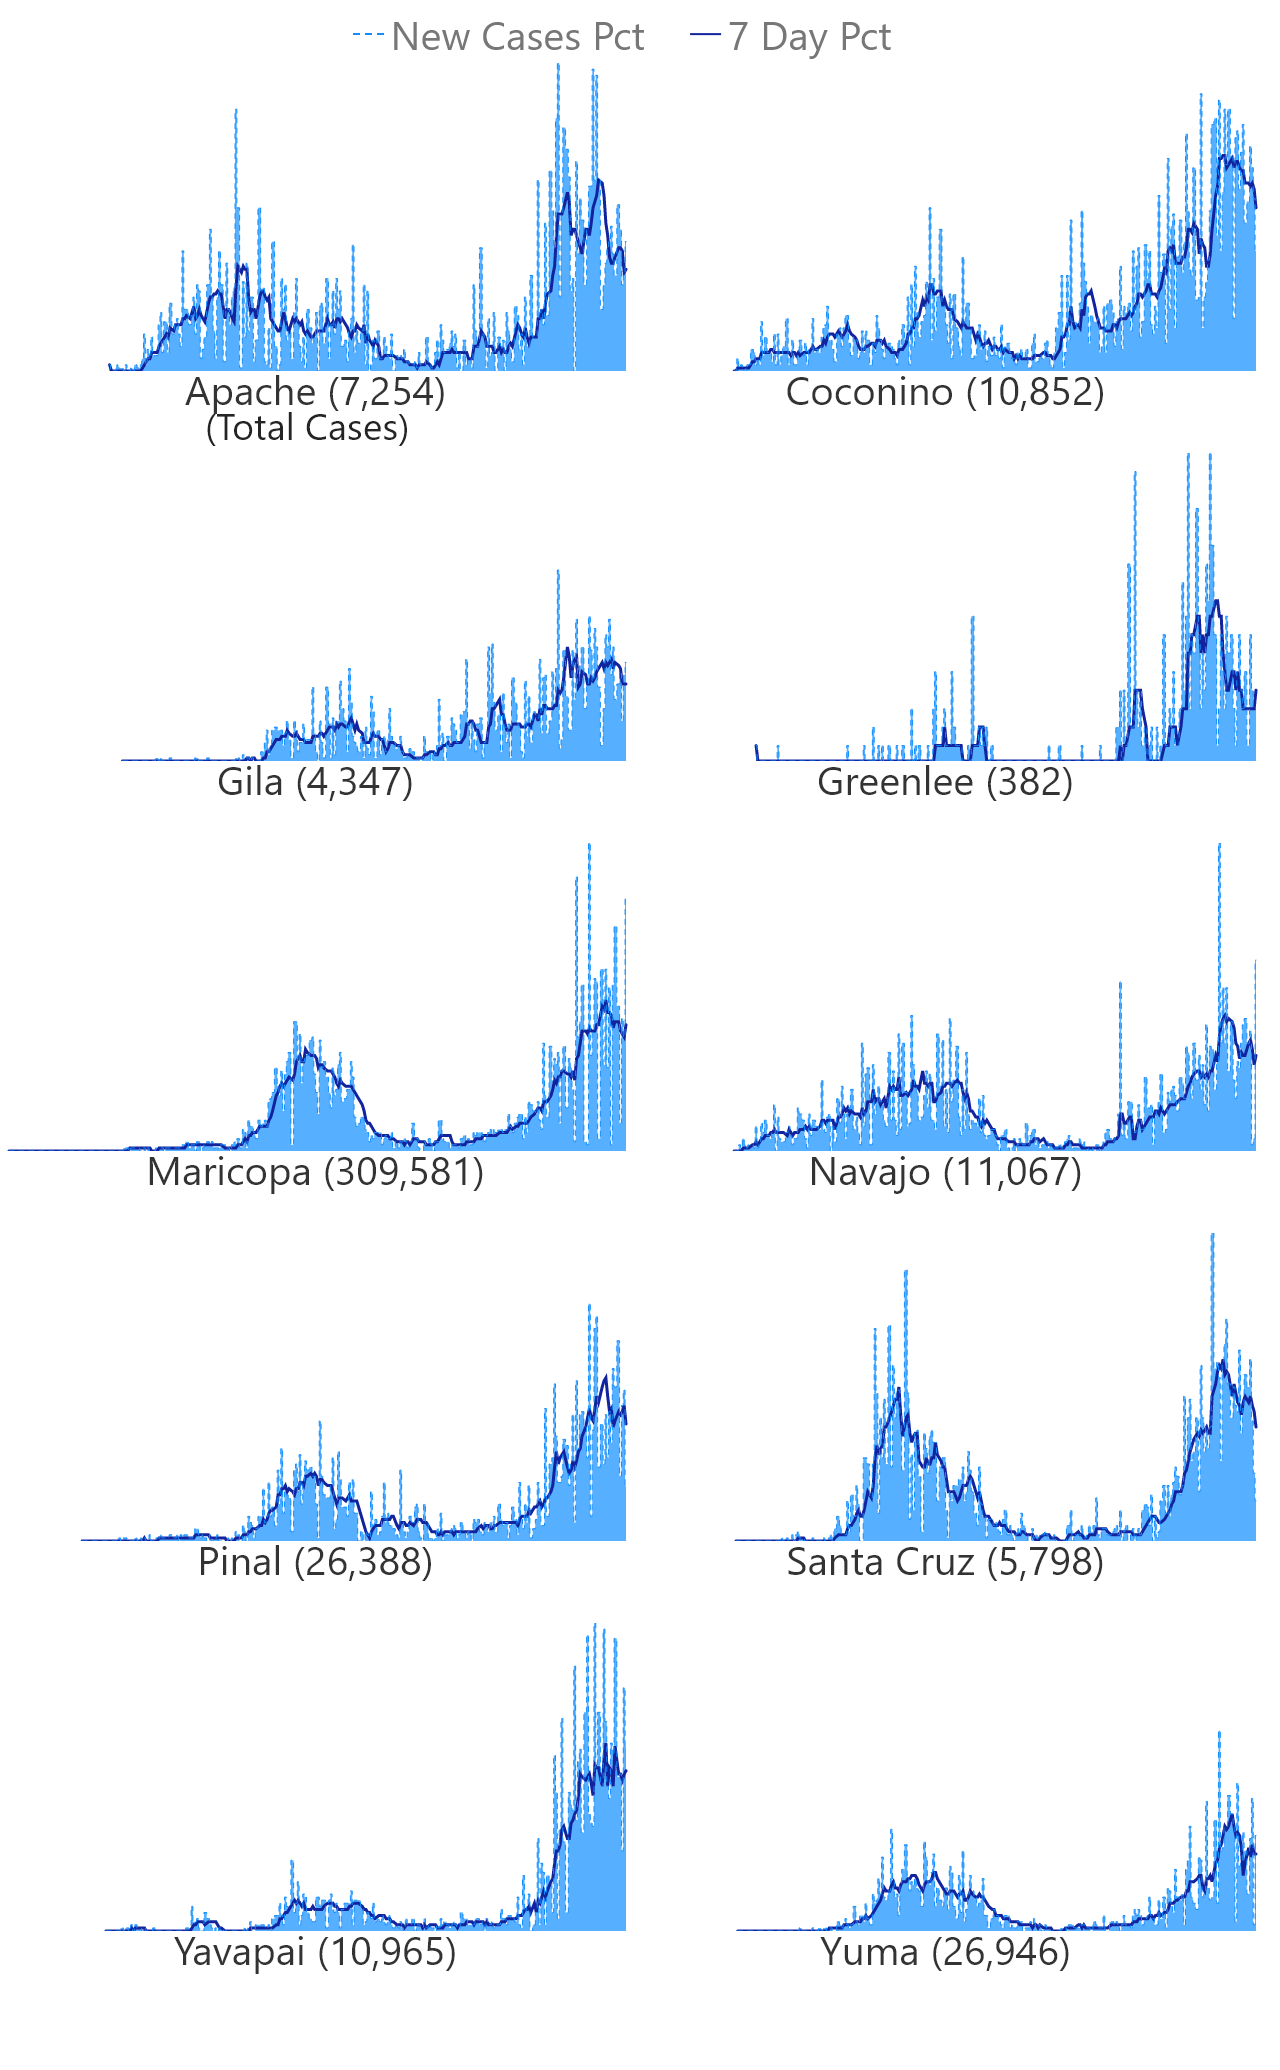 New Cases Pct 7 Day Pct
Apache (7,254) Coconino (10,852)
(Total Cases)
Gila (4,347) Greenlee (382)
Maricopa (309,581) Navajo (11,067)
Pinal (26,388) Santa Cruz (5,798)
Yavapai (10,965) Yuma (26,946)